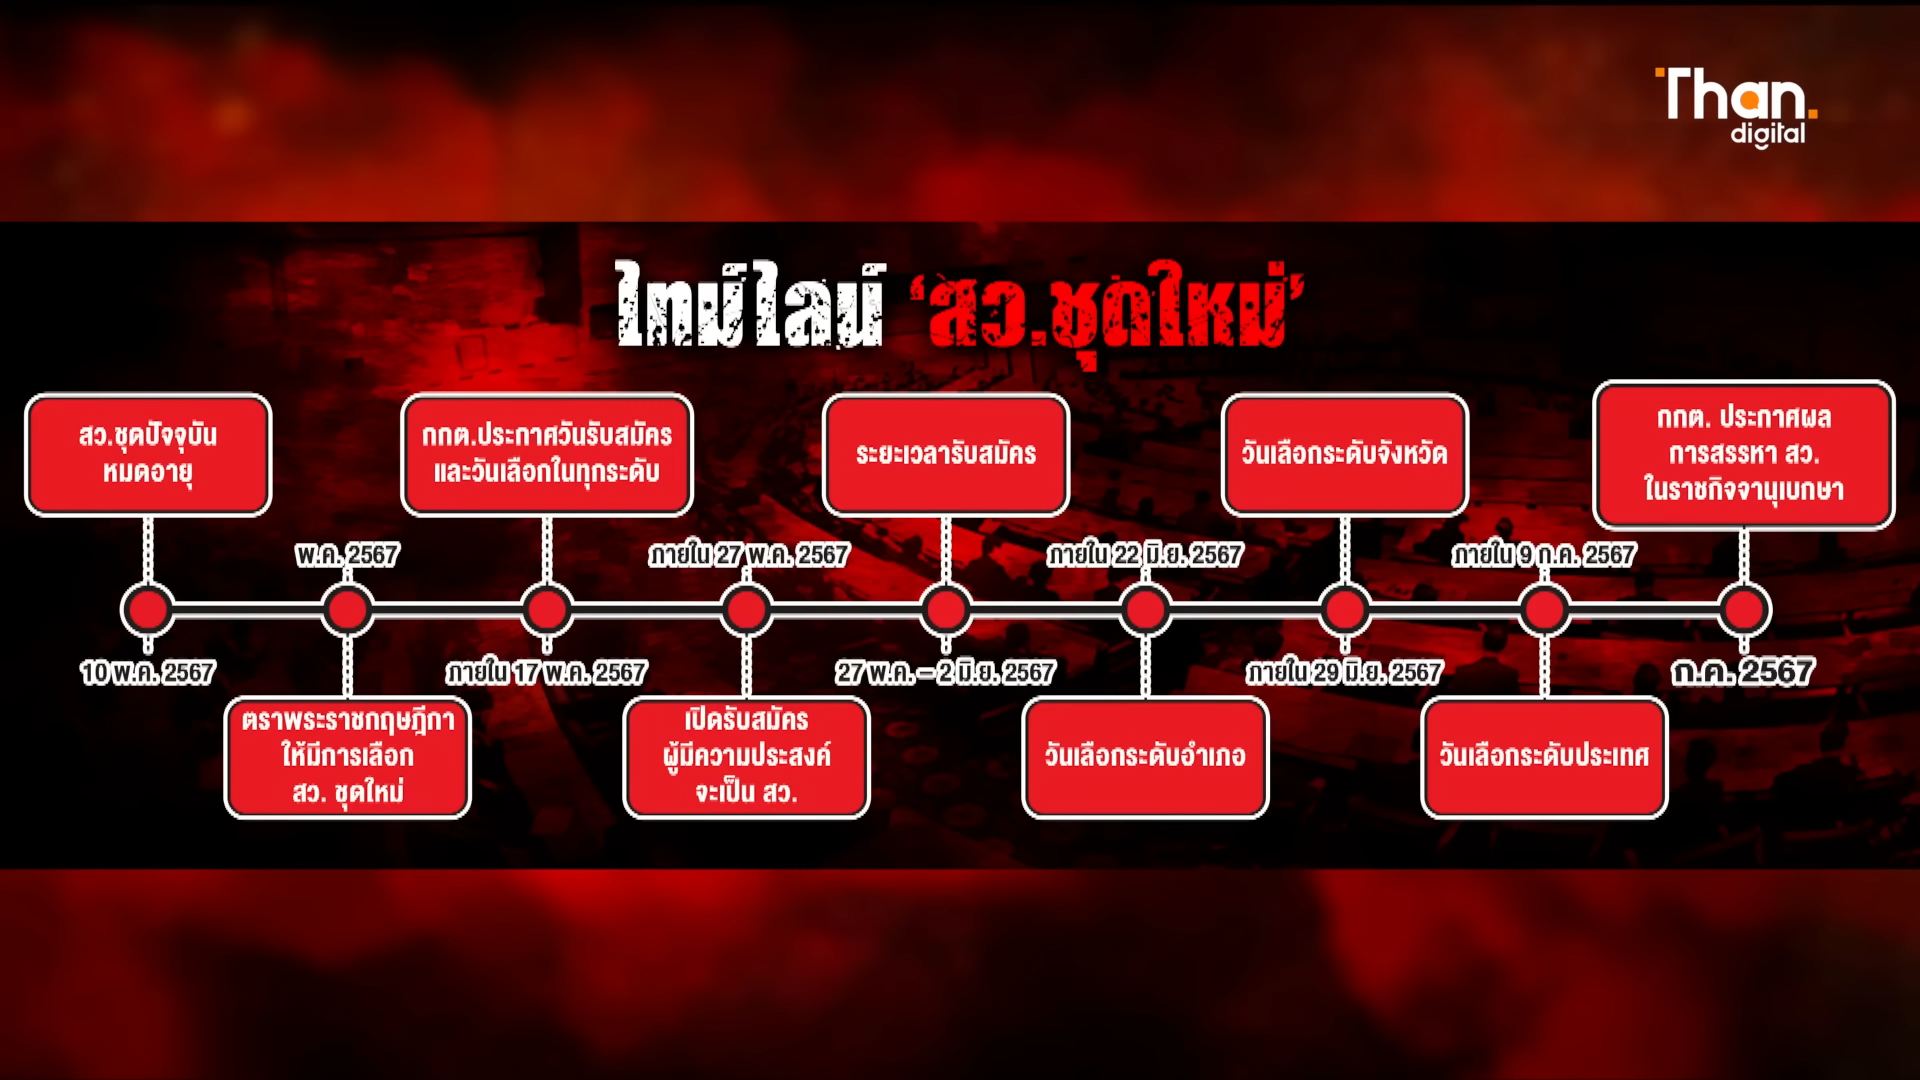 Than.
digital
ไทม์ไลน์ ‘สว.ชุดใหม่’
สว.ชุดปัจจุบัน
หมดอายุ
10 พ.ค. 2567
พ.ค. 2567
ตราพระราชกฤษฎีกา
ให้มีการเลือก
สว. ชุดใหม่
กกต.ประกาศวันรับสมัคร
และวันเลือกในทุกระดับ
ภายใน 17 พ.ค. 2567
ภายใน 27 พ.ค. 2567
เปิดรับสมัคร
ผู้มีความประสงค์
จะเป็น สว.
ระยะเวลารับสมัคร
27 พ.ค. – 2 มิ.ย. 2567
ภายใน 22 มิ.ย. 2567
วันเลือกระดับอำเภอ
วันเลือกระดับจังหวัด
ภายใน 29 มิ.ย. 2567
ภายใน 9 ก.ค. 2567
วันเลือกระดับประเทศ
กกต. ประกาศผล
การสรรหา สว.
ในราชกิจจานุเบกษา
ก.ค. 2567